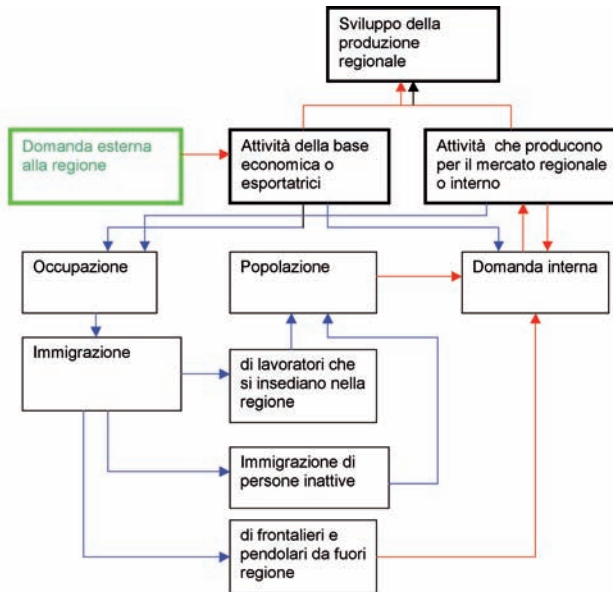 Sviluppo della
produzione
regionale
Domanda esterna
alla regione
Attività della base
economica o
esportatrici
Attività che producono
per il mercato regionale
o interno
Occupazione
Popolazione
Domanda interna
Immigrazione
di lavoratori che
si insediano nella
regione
Immigrazione di
persone inattive
di frontalieri e
pendolari da fuori
regione